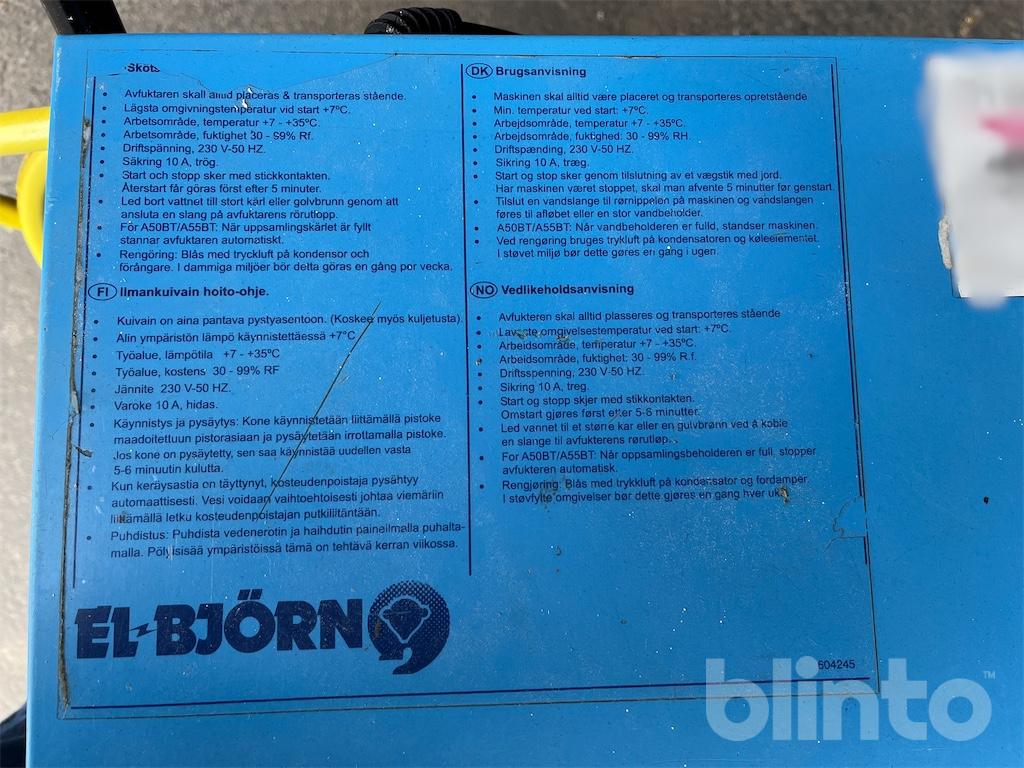 Sköts
• Avfuktaren skall alltid placeras & transporteras stående.
• Lägsta omgivningstemperatur vid start +7ºC.
• Arbetsområde, temperatur +7 - +35ºC.
• Arbetsområde, fuktighet 30 - 99% Rf.
• Driftspänning, 230 V-50 HZ.
• Säkring 10 A, trög.
• Start och stopp sker med stickkontakten.
Återstart får göras först efter 5 minuter.
• Led bort vattnet till stort kärl eller golvbrunn genom att
ansluta en slang på avfuktarens rörutlopp.
• För A50BT/A55BT: När uppsamlingskärlet är fyllt
stannar avfuktaren automatiskt.
• Rengöring: Blås med tryckluft på kondensor och
förångare. I dammiga miljöer bör detta göras en gång por vecka.
FI Ilmankuivain hoito-ohje.
• Kuivain on aina pantava pystyasentoon. (Koskee myös kuljetusta).
• Alin ympäristön lämpö käynnistettäessä +7°C
• Työalue, lämpötila +7 - +35ºC
• Työalue, kostens 30 - 99% RF
• Jännite 230 V-50 HZ.
• Varoke 10 A, hidas.
• Käynnistys ja pysäytys: Kone käynnistetään liittämällä pistoke
maadoitettuun pistorasiaan ja pysäytetään irrottamalla pistoke.
Jos kone on pysäytetty, sen saa käynnistää uudellen vasta
5-6 minuutin kulutta.
• Kun keräysastia on täyttynyt, kosteudenpoistaja pysähtyy
automaattisesti. Vesi voidaan vaihtoehtoisesti johtaa viemäriin
liittämällä letku kosteudenpoistajan putkiliitäntään.
• Puhdistus: Puhdista vedenerotin ja haihdutin paineilmalla puhalta-
malla. Pölyisisää ympäristöissä tämä on tehtävä kerran viikossa.
DK Brugsanvisning
• Maskinen skal altid være placeret og transporteres opretstående
• Min. temperatur ved start: +7ºC.
• Arbejdsområde, temperatur +7 - +35ºC.
• Arbejdsområde, fuktighed: 30 - 99% RH.
• Driftspænding, 230 V-50 HZ.
• Sikring 10 A, træg.
• Start og stop sker genom tilslutning av et vægstik med jord.
Har maskinen været stoppet, skal man afvente 5 minutter før genstart.
• Tilslut en vandslange til rørnippelen på maskinen og vandslangen
føres til afløbet eller en stor vandbeholder.
• A50BT/A55BT: Når vandbeholderen er fulld, standser maskinen.
• Ved rengøring bruges trykluft på kondensatoren og køleelementet.
I støvet miljø bør dette gøres en gang i ugen.
NO Vedlikeholdsanvisning
• Avfukteren skal alltid plasseres og transporteres stående
• Laveste omgivelsestemperatur ved start: +7ºC.
• Arbeidsområde, temperatur +7 - +35ºC.
• Arbeidsområde, fuktighet: 30 - 99% R.f.
• Driftsspenning, 230 V-50 HZ.
• Sikring 10 A, treg.
• Start og stopp skjer med stikkontakten.
Omstart gjøres først etter 5-6 minutter.
• Led vannet til et større kar eller en gulvbrønn ved å koble
en slange til avfukterens rørutløp.
• For A50BT/A55BT: Når oppsamlingsbeholderen er full, stopper
avfukteren automatisk.
• Rengjøring: Blås med trykkluft på kondensator og fordamper.
I støvfylte omgivelser bør dette gjøres en gang hver uke.
EL-BJÖRN
604245
blinto™